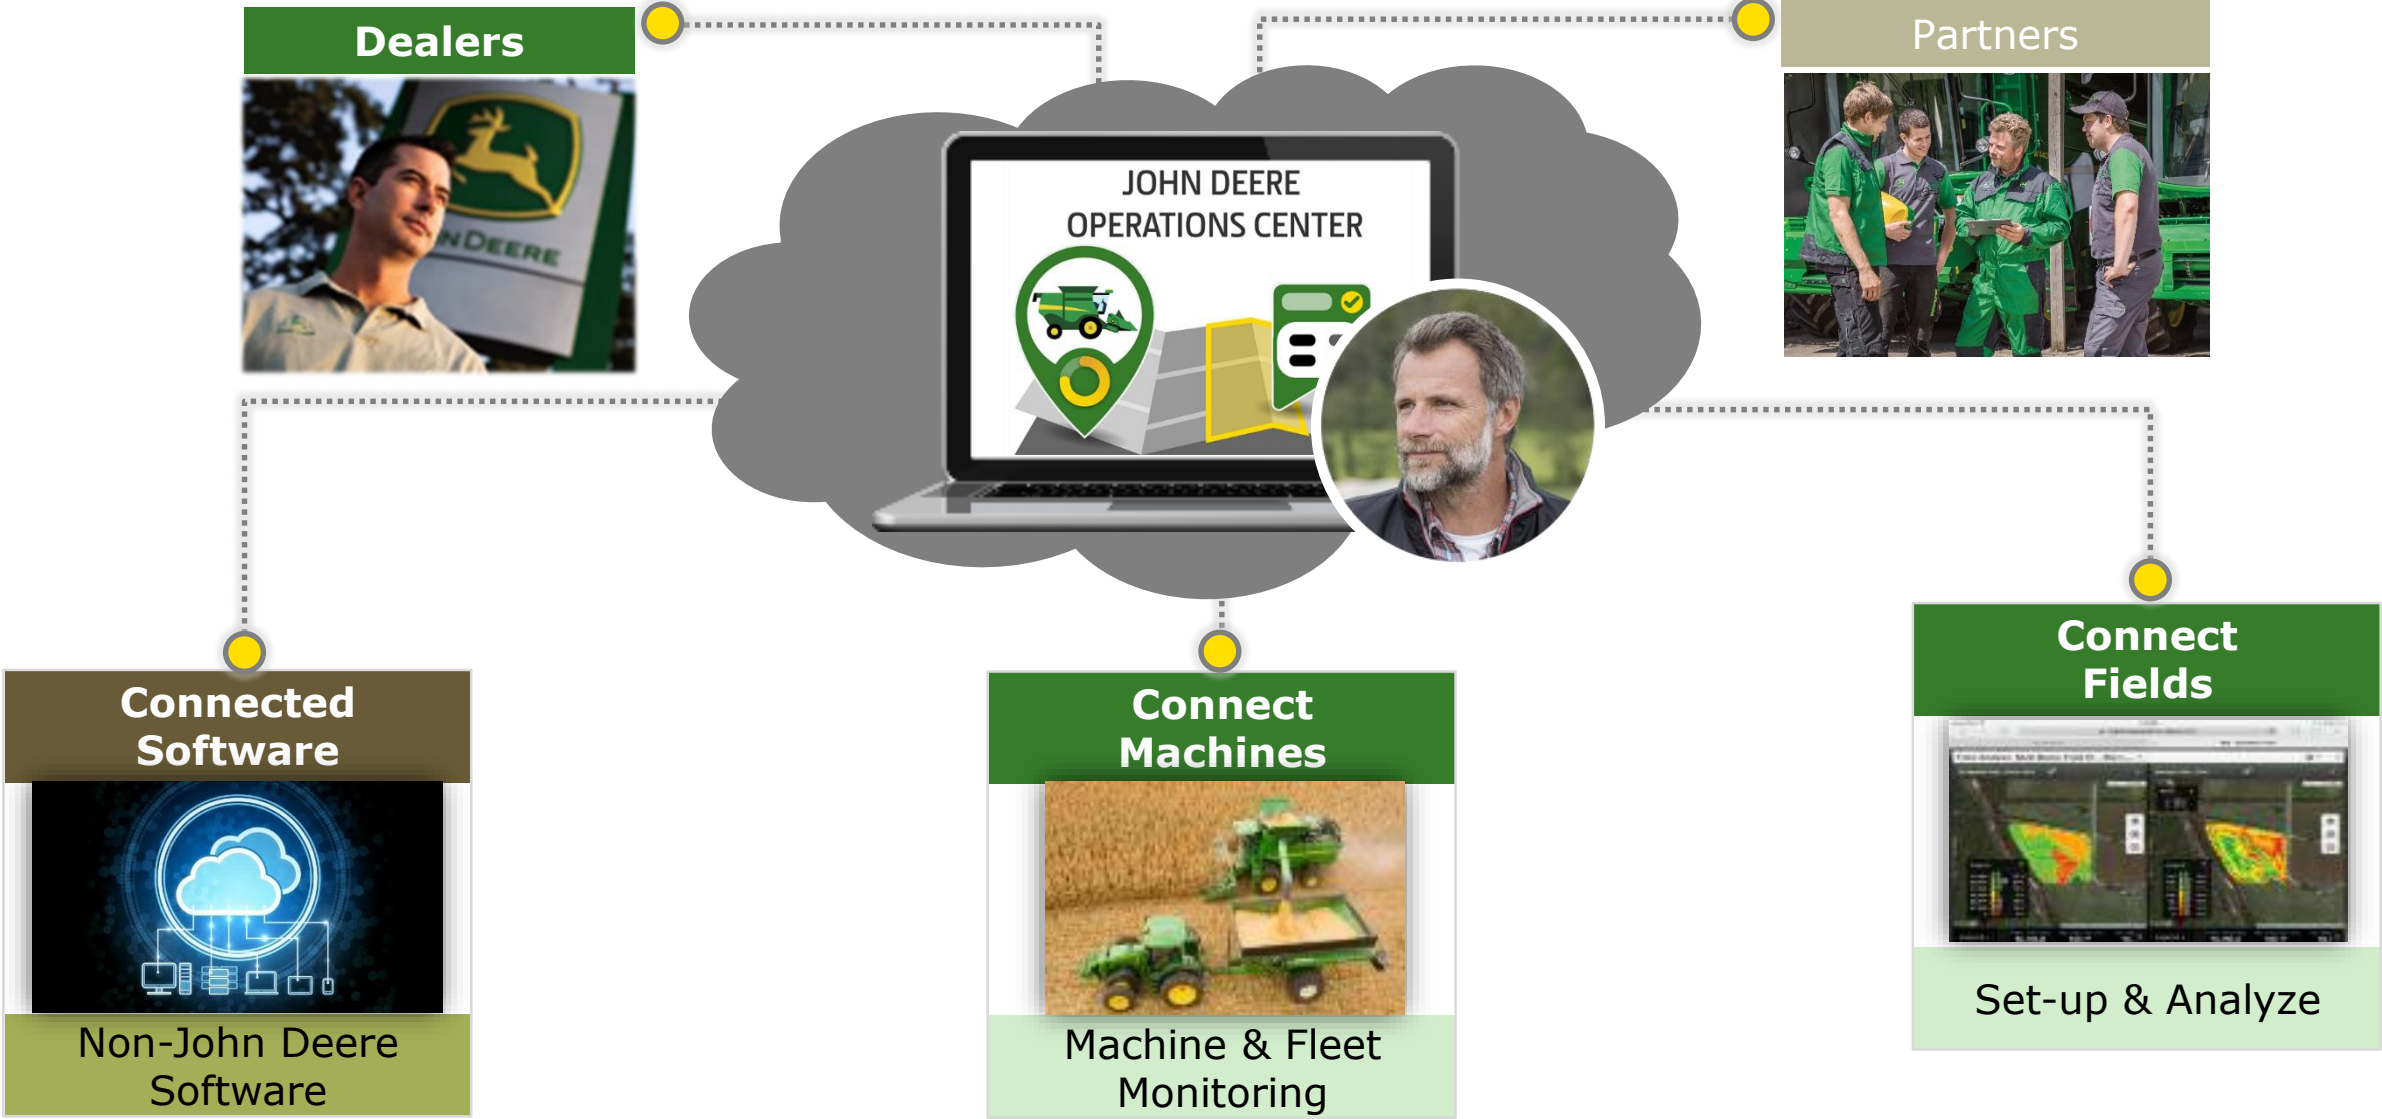 Dealers
Partners
N DEERE
JOHN DEERE
OPERATIONS CENTER
Connect
Fields
Connected
Software
Connect
Machines
Set-up & Analyze
Non-John Deere
Software
Machine & Fleet
Monitoring